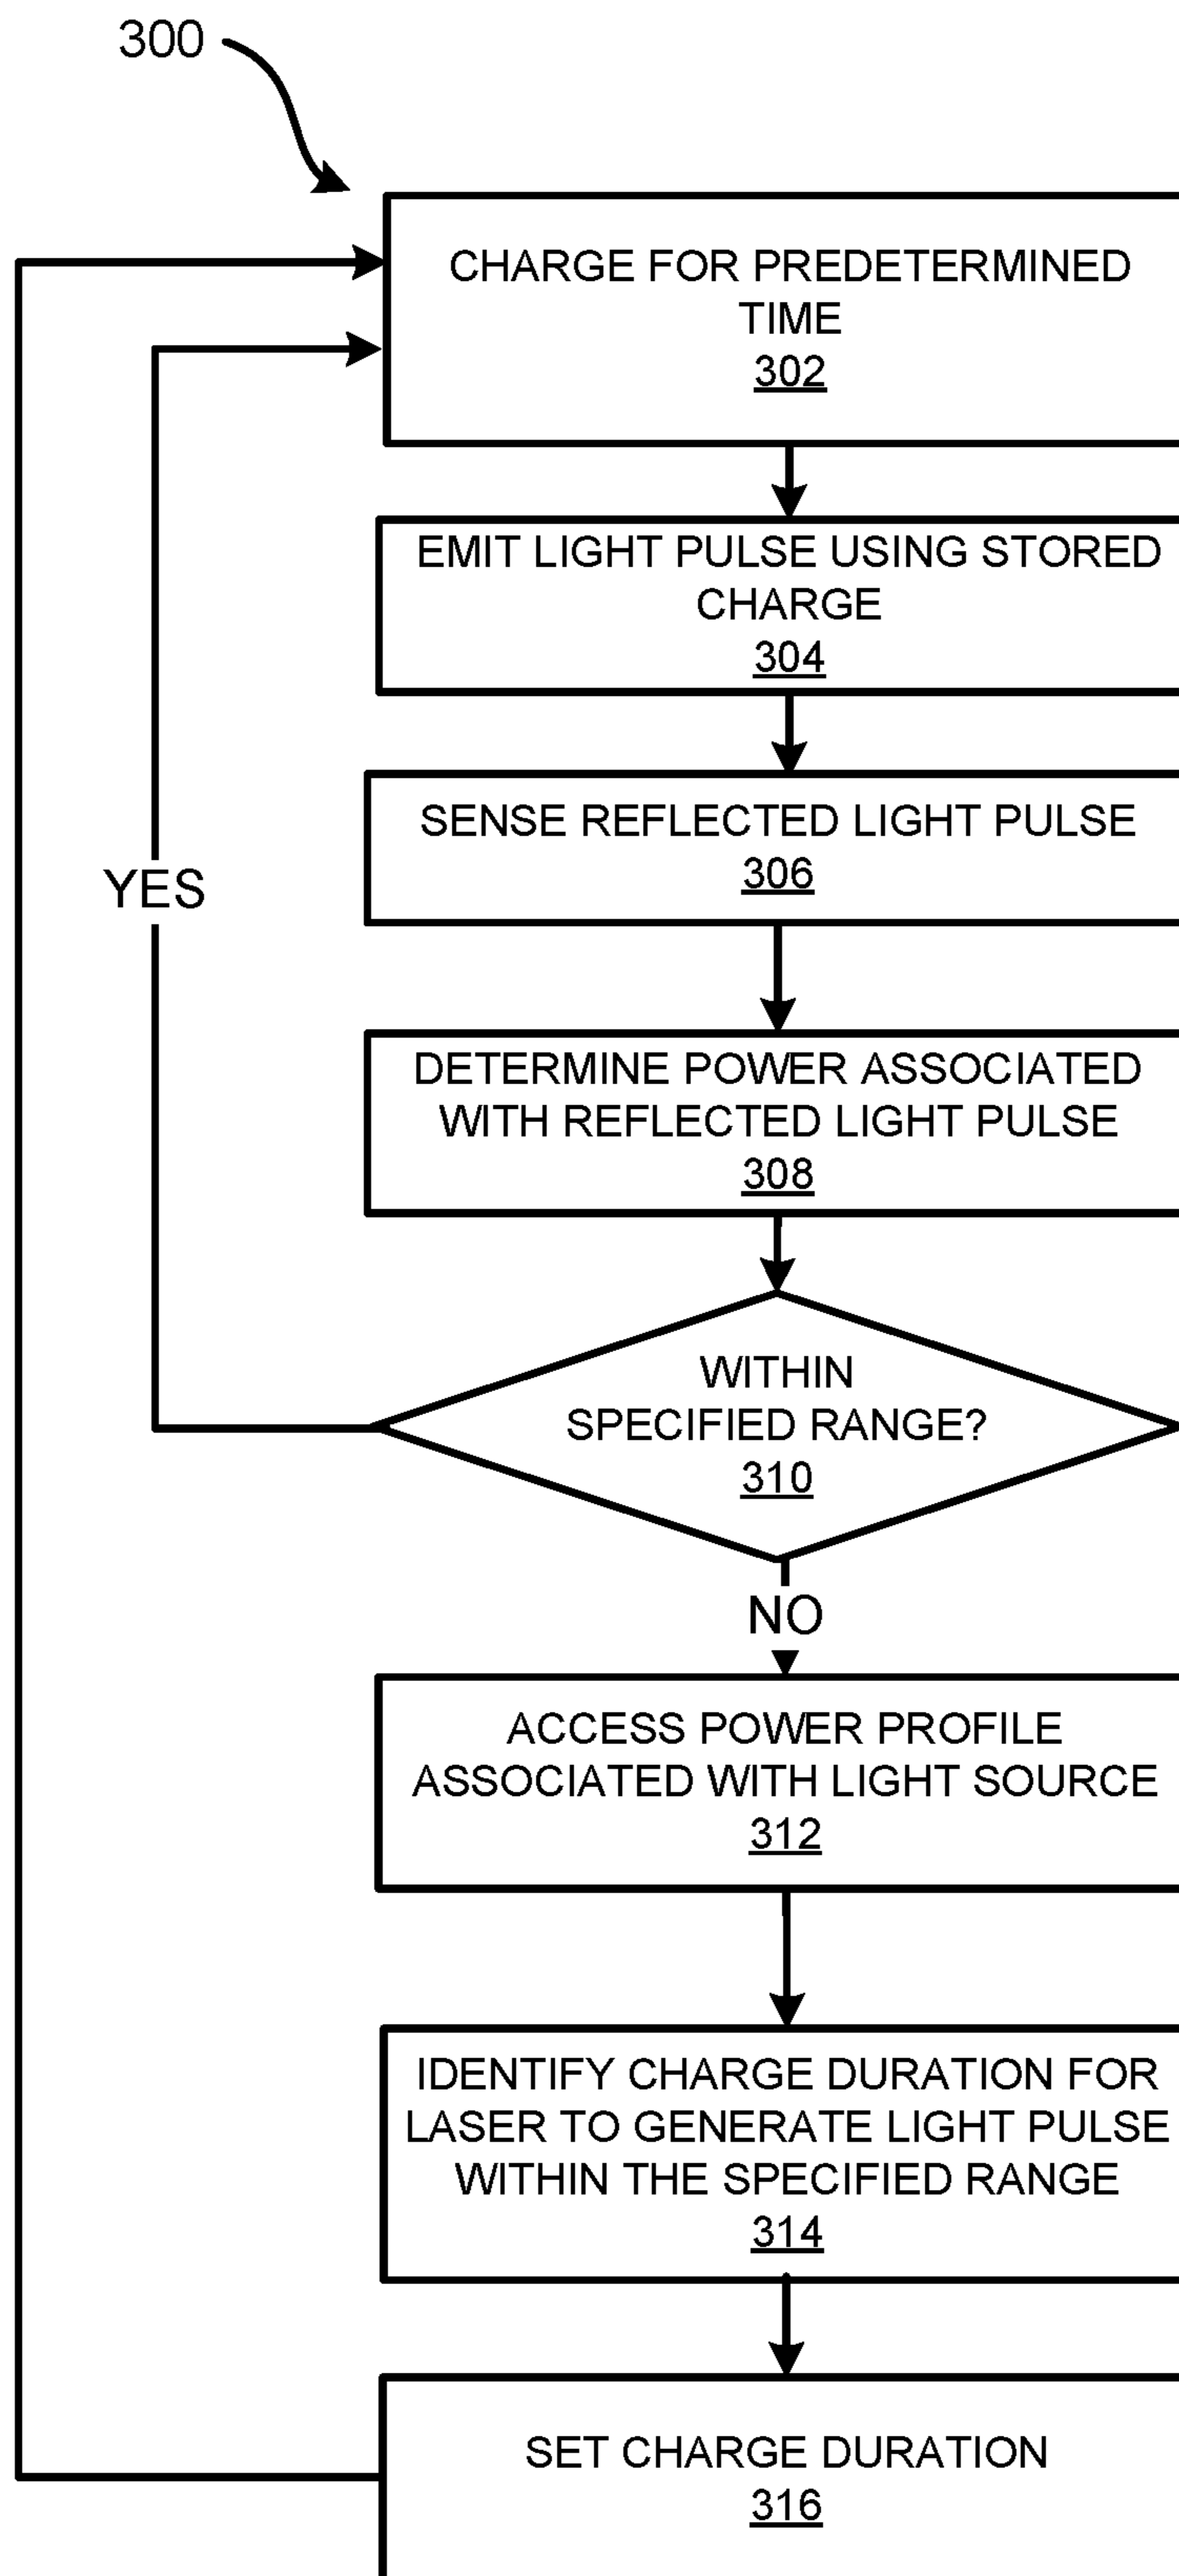 300
CHARGE FOR PREDETERMINED
TIME
302
EMIT LIGHT PULSE USING STORED
CHARGE
304
SENSE REFLECTED LIGHT PULSE
306
YES
DETERMINE POWER ASSOCIATED
WITH REFLECTED LIGHT PULSE
308
WITHIN
SPECIFIED RANGE?
310
NO
ACCESS POWER PROFILE
ASSOCIATED WITH LIGHT SOURCE
312
IDENTIFY CHARGE DURATION FOR
LASER TO GENERATE LIGHT PULSE
WITHIN THE SPECIFIED RANGE
314
SET CHARGE DURATION
316